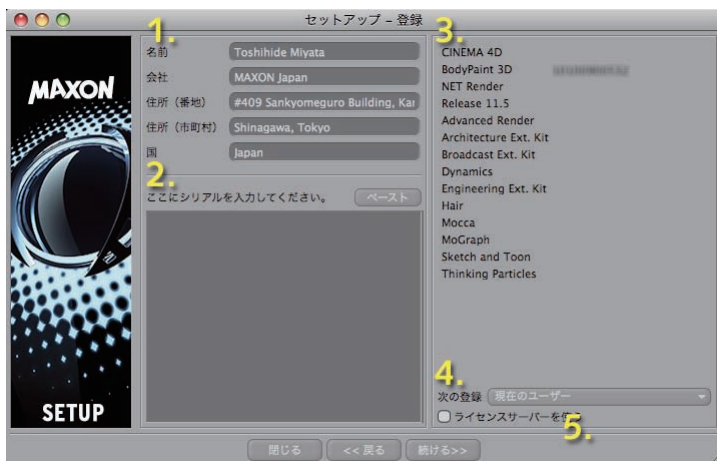 セットアップ – 登録
1.
名前 Toshihide Miyata
会社 MAXON Japan
住所（番地） #409 Sankyomeguro Building, Kar
住所（市町村） Shinagawa, Tokyo
国 Japan
2.
ここにシリアルを入力してください。 ペースト
3.
CINEMA 4D
BodyPaint 3D
NET Render
Release 11.5
Advanced Render
Architecture Ext. Kit
Broadcast Ext. Kit
Dynamics
Engineering Ext. Kit
Hair
Mocca
MoGraph
Sketch and Toon
Thinking Particles
4.
次の登録 現在のユーザー
ライセンスサーバーを使
5.
MAXON
SETUP
閉じる << 戻る 続ける>>